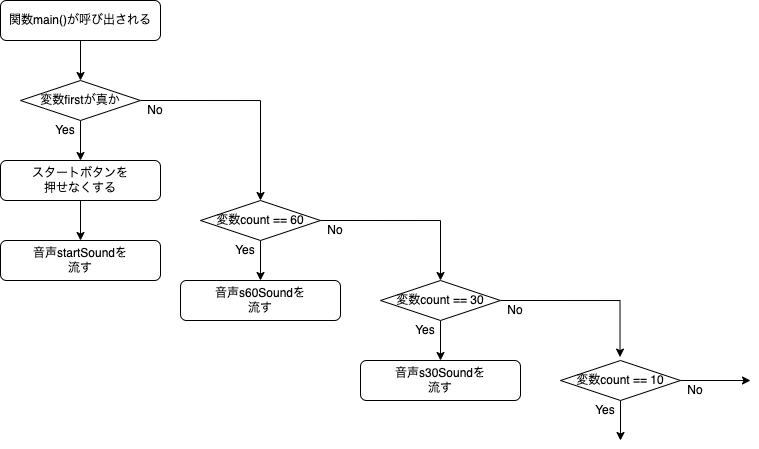 関数main()が呼び出される
変数firstが真か
No
Yes
スタートボタンを
押せなくする
変数count == 60
No
Yes
音声startSoundを
流す
音声s60Soundを
流す
変数count == 30
No
Yes
音声s30Soundを
流す
変数count == 10
No
Yes